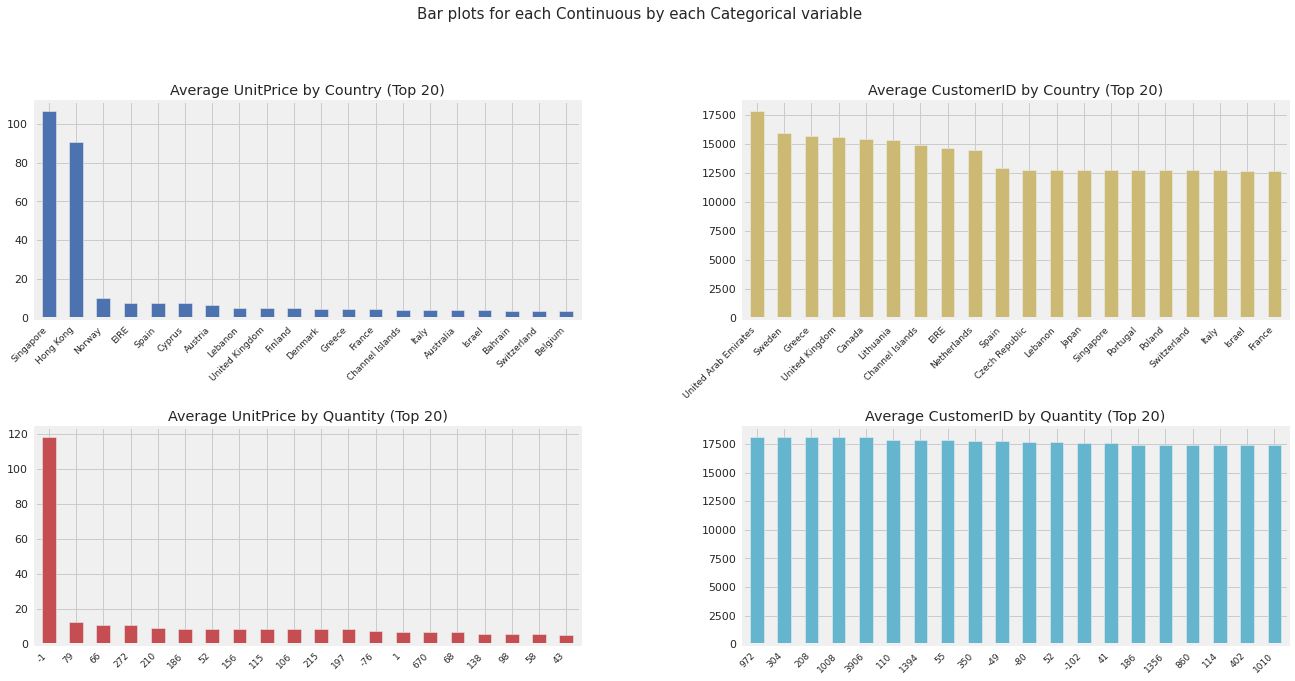 Bar plots for each Continuous by each Categorical variable
Average UnitPrice by Country (Top 20)
100
80
60
40
20
0
Singapore
Hong Kong
Norway
EIRE
Spain
Cyprus
Austria
Lebanon
United Kingdom
Finland
Denmark
Greece
France
Channel Islands
Italy
Australia
Israel
Bahrain
Switzerland
Belgium
Average CustomerID by Country (Top 20)
17500
15000
12500
10000
7500
5000
2500
0
United Arab Emirates
Sweden
Greece
United Kingdom
Canada
Lithuania
Channel Islands
EIRE
Netherlands
Spain
Czech Republic
Lebanon
Japan
Singapore
Portugal
Poland
Switzerland
Italy
Israel
France
Average UnitPrice by Quantity (Top 20)
120
100
80
60
40
20
0
-1
79
66
272
210
186
52
156
115
106
215
197
-76
1
670
68
138
98
58
43
Average CustomerID by Quantity (Top 20)
17500
15000
12500
10000
7500
5000
2500
0
972
304
208
1008
3906
110
1394
55
350
-49
-80
52
-102
41
186
1356
860
114
402
1010